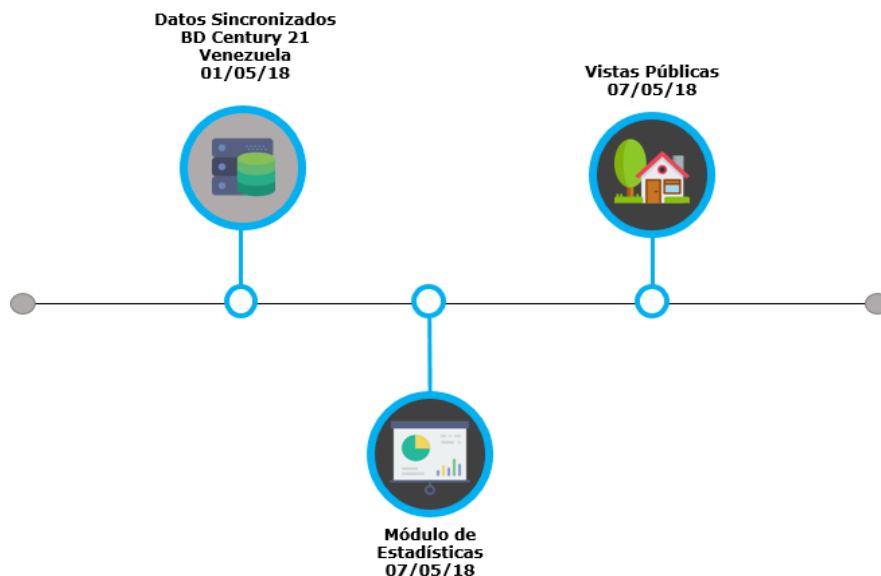 Datos Sincronizados
BD Century 21
Venezuela
01/05/18
Vistas Públicas
07/05/18
Módulo de
Estadísticas
07/05/18